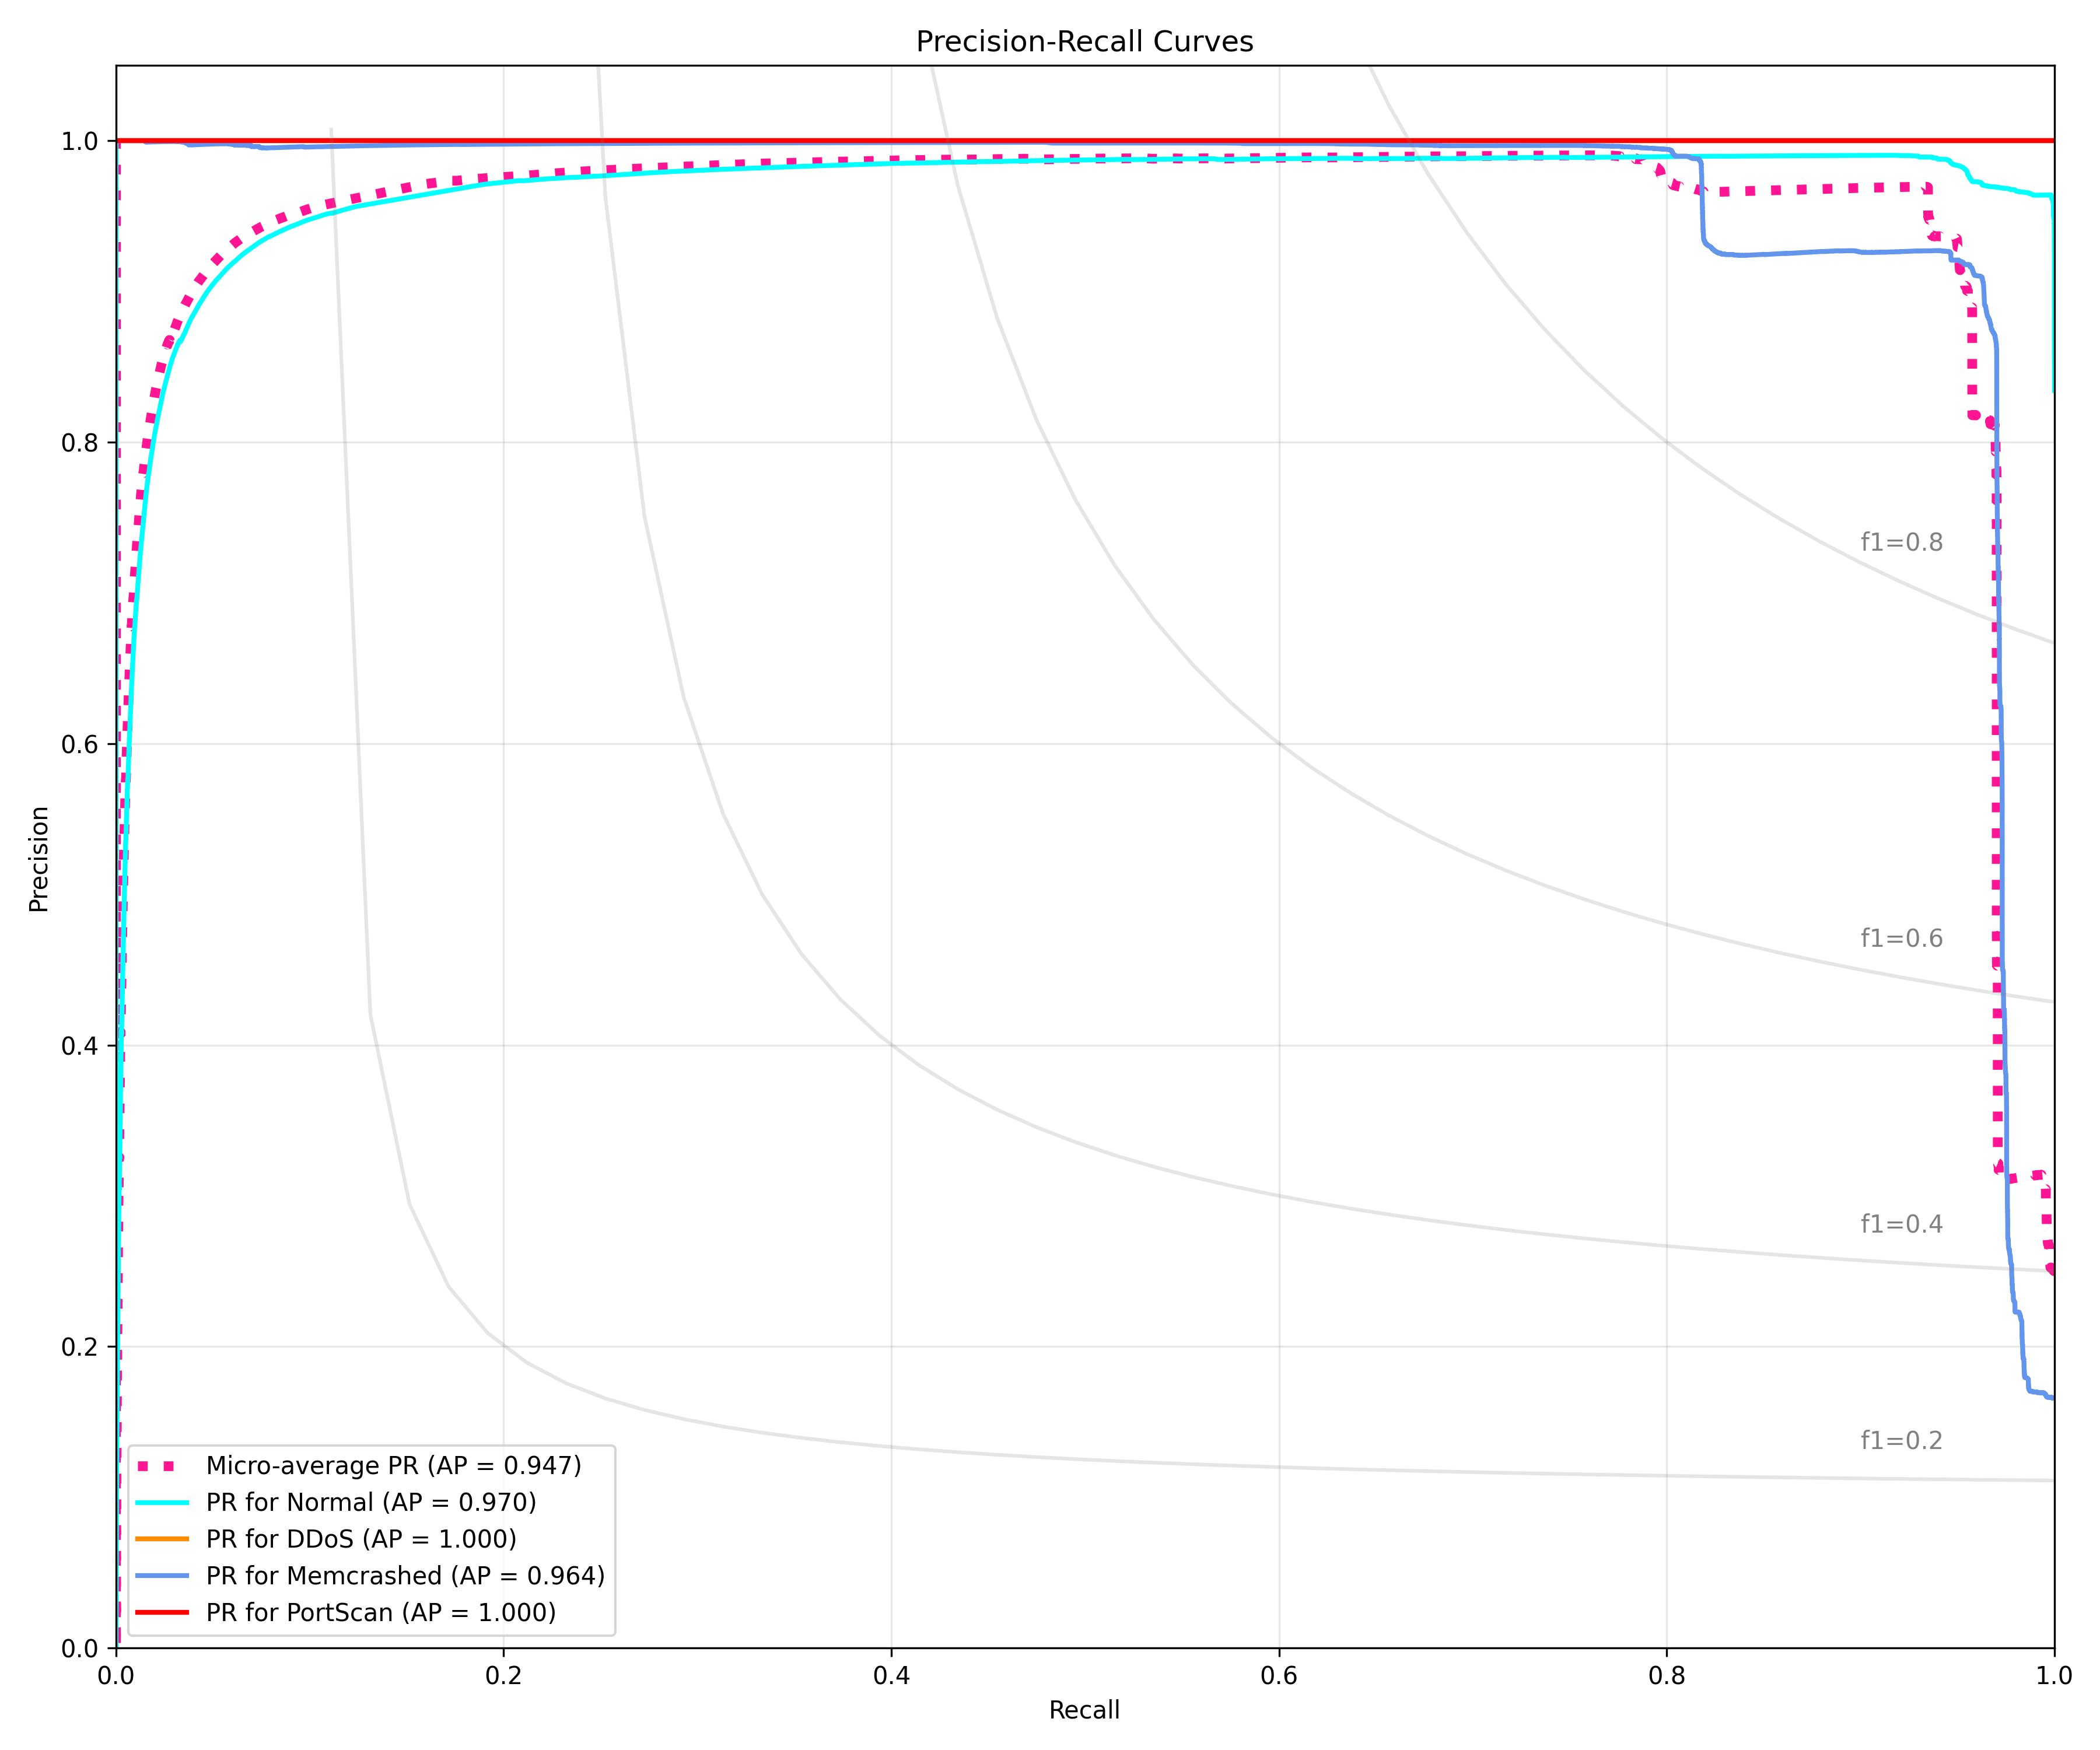 Precision-Recall Curves
1.0
0.8
0.6
0.4
0.2
0.0
Precision
f1=0.8
f1=0.6
f1=0.4
f1=0.2
Micro-average PR (AP = 0.947)
PR for Normal (AP = 0.970)
PR for DDoS (AP = 1.000)
PR for Memcrashed (AP = 0.964)
PR for PortScan (AP = 1.000)
0.0 0.2 0.4 0.6 0.8 1.0
Recall